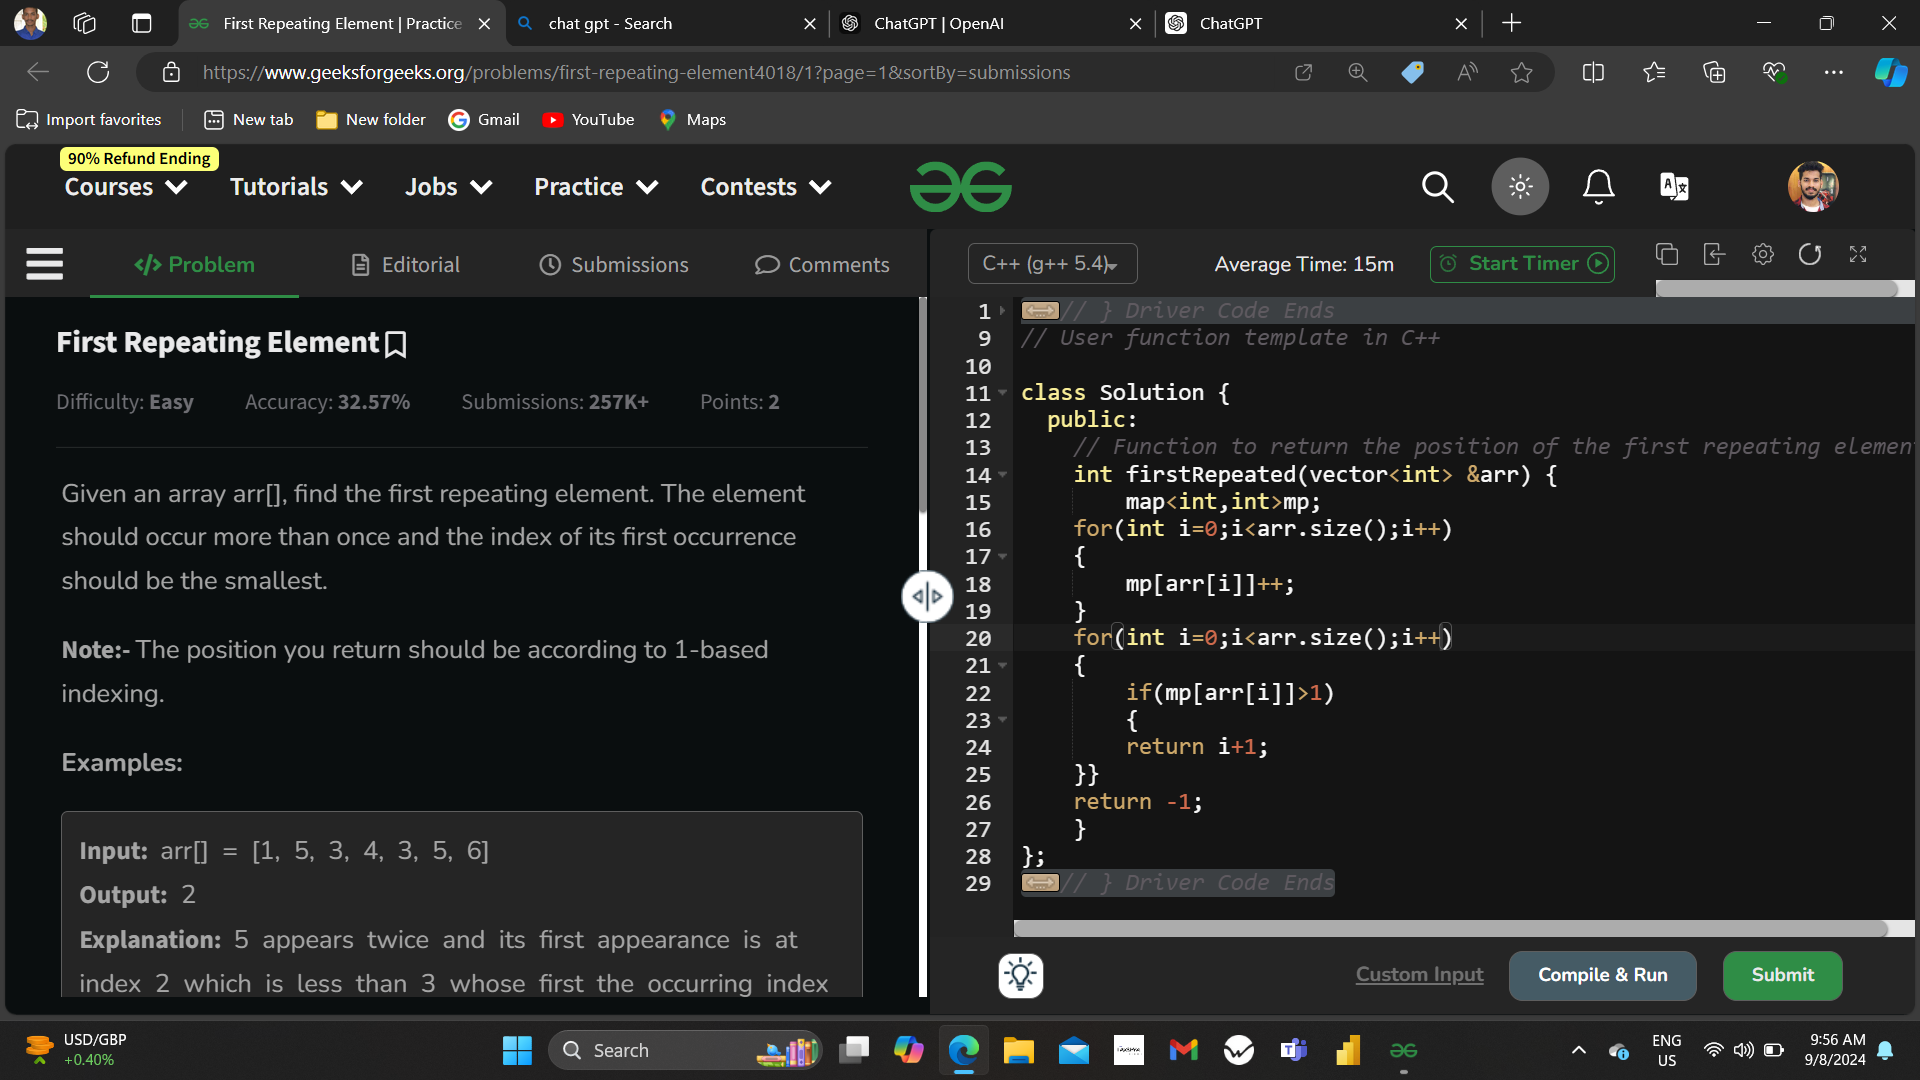 First Repeating Element | Practice
chat gpt - Search
ChatGPT | OpenAI
ChatGPT
https://www.geeksforgeeks.org/problems/first-repeating-element4018/1?page=1&sortBy=submissions
Import favorites
New tab
New folder
Gmail
YouTube
Maps
90% Refund Ending
Courses
Tutorials
Jobs
Practice
Contests
</> Problem
Editorial
Submissions
Comments
C++ (g++ 5.4)
Average Time: 15m
Start Timer
First Repeating Element
Difficulty: Easy Accuracy: 32.57% Submissions: 257K+ Points: 2
Given an array arr[], find the first repeating element. The element
should occur more than once and the index of its first occurrence
should be the smallest.
Note:- The position you return should be according to 1-based
indexing.
Examples:
Input: arr[] = [1, 5, 3, 4, 3, 5, 6]
Output: 2
Explanation: 5 appears twice and its first appearance is at
index 2 which is less than 3 whose first the occurring index
1 // } Driver Code Ends
9 // User function template in C++
10
11 class Solution {
12 public:
13 // Function to return the position of the first repeating elemen
14 int firstRepeated(vector<int> &arr) {
15 map<int,int>mp;
16 for(int i=0;i<arr.size();i++)
17 {
18 mp[arr[i]]++;
19 }
20 for(int i=0;i<arr.size();i++)
21 {
22 if(mp[arr[i]]>1)
23 {
24 return i+1;
25 }}
26 return -1;
27 }
28 };
29 // } Driver Code Ends
Custom Input
Compile & Run
Submit
USD/GBP
+0.40%
Search
ENG
US
9:56 AM
9/8/2024